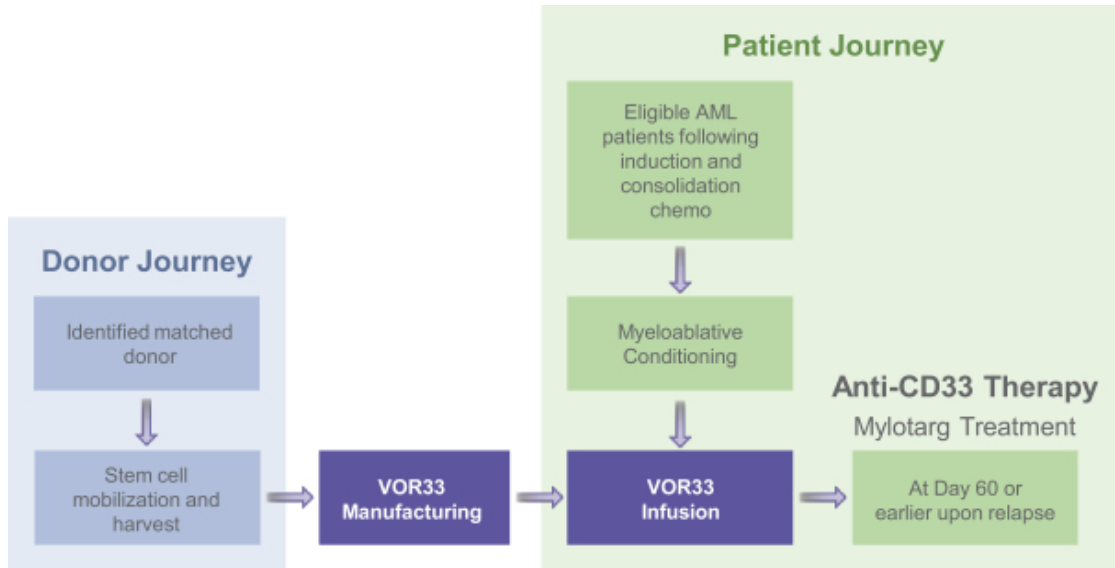 Patient Journey
Eligible AML
patients following
induction and
consolidation
chemo
Donor Journey
Identified matched
donor
Myeloablative
Conditioning
Anti-CD33 Therapy
Mylotarg Treatment
Stem cell
mobilization and
harvest
VOR33
Manufacturing
VOR33
Infusion
At Day 60 or
earlier upon relapse